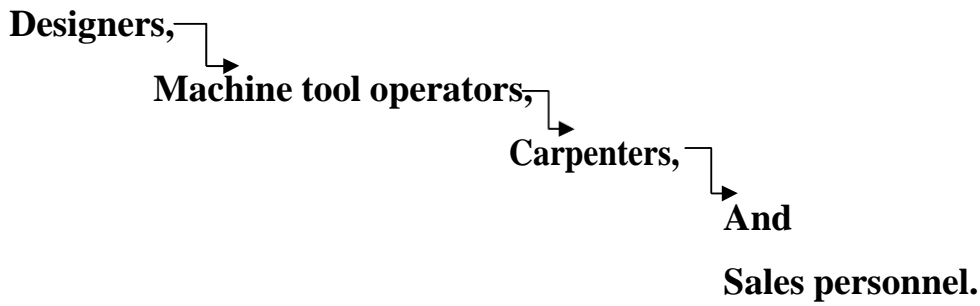 Designers,
Machine tool operators,
Carpenters,
And
Sales personnel.